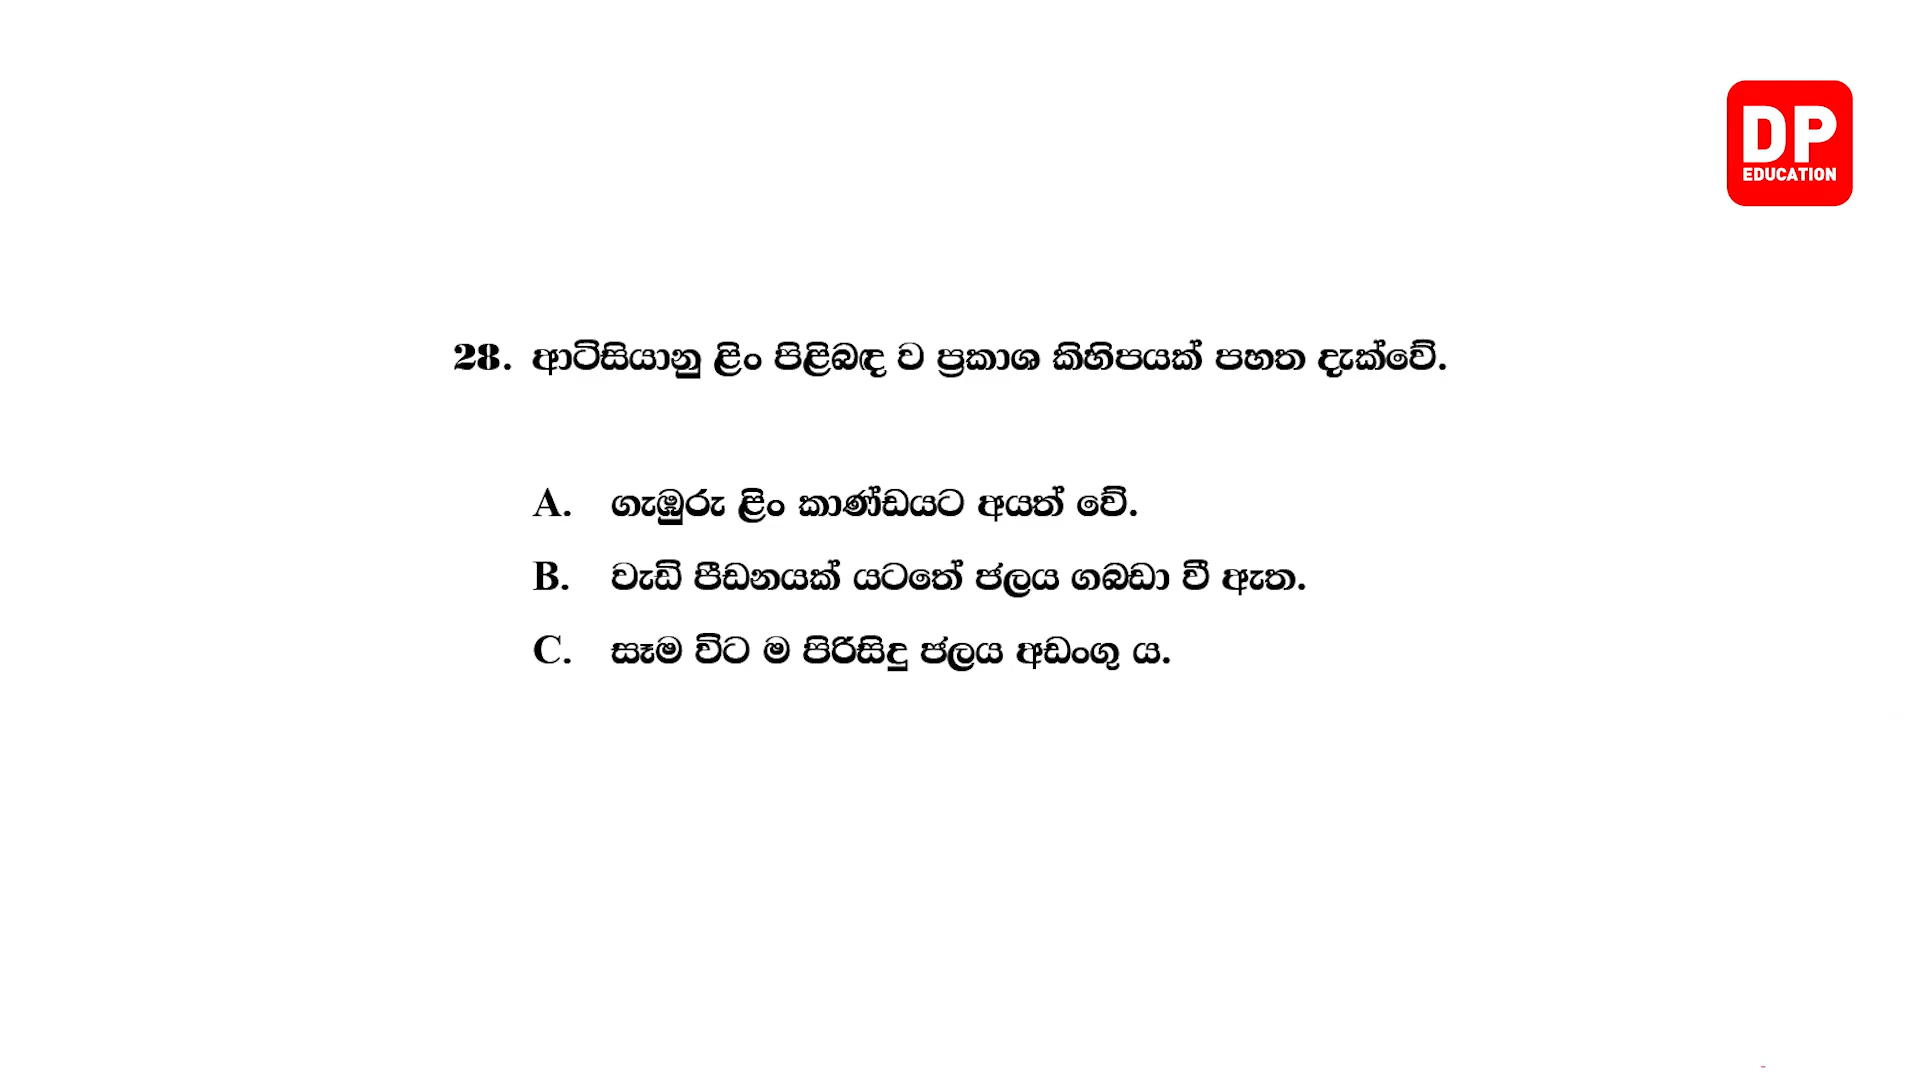 DP
EDUCATION
28. ආටිසියානු ළිං පිළිබඳ ව ප්‍රකාශ කිහිපයක් පහත දැක්වේ.
A. ගැඹුරු ළිං කාණ්ඩයට අයත් වේ.
B. වැඩි පීඩනයක් යටතේ ජලය ගබඩා වී ඇත.
C. සෑම විට ම පිරිසිදු ජලය අඩංගු ය.